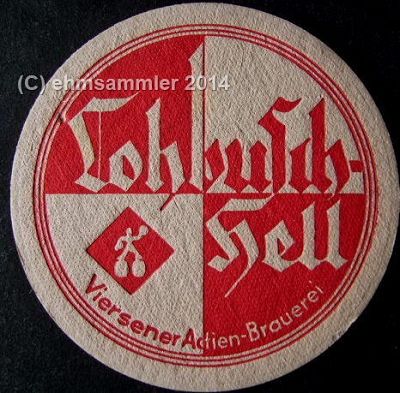 (C) ehmsammler 2014
Lohbusch-
Hell
Viersener Actien-Brauerei